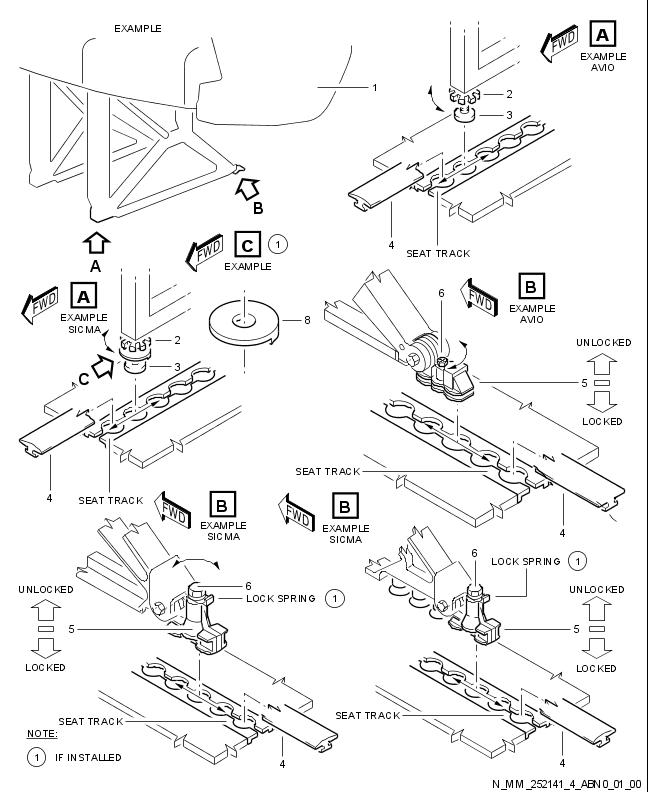 EXAMPLE
1
B
A
FWD
A
EXAMPLE
AVIO
2
3
4
SEAT TRACK
FWD
C
1
EXAMPLE
8
FWD
A
EXAMPLE
SICMA
2
3
C
4
SEAT TRACK
FWD
B
EXAMPLE
AVIO
6
UNLOCKED
5
LOCKED
SEAT TRACK
4
FWD
B
EXAMPLE
SICMA
6
LOCK SPRING 1
UNLOCKED
5
LOCKED
SEAT TRACK
4
FWD
B
EXAMPLE
SICMA
6
LOCK SPRING 1
UNLOCKED
5
LOCKED
SEAT TRACK
4
NOTE:
1 IF INSTALLED
N_MM_252141_4_ABN0_01_00